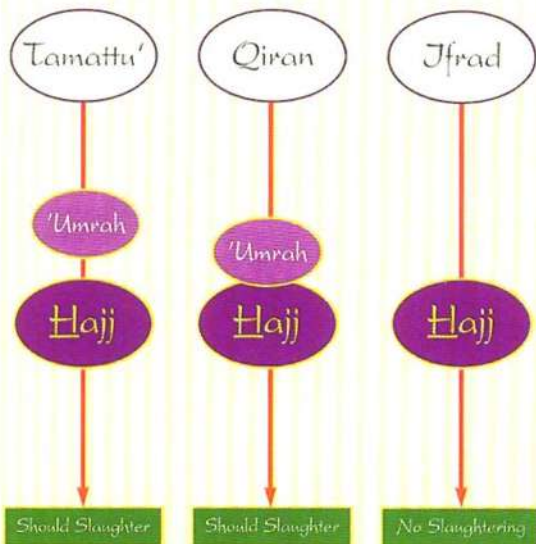 Tamattu'
Qiran
Ifrad
'Umrah
'Umrah
Hajj
Hajj
Hajj
Should Slaughter
Should Slaughter
No Slaughtering